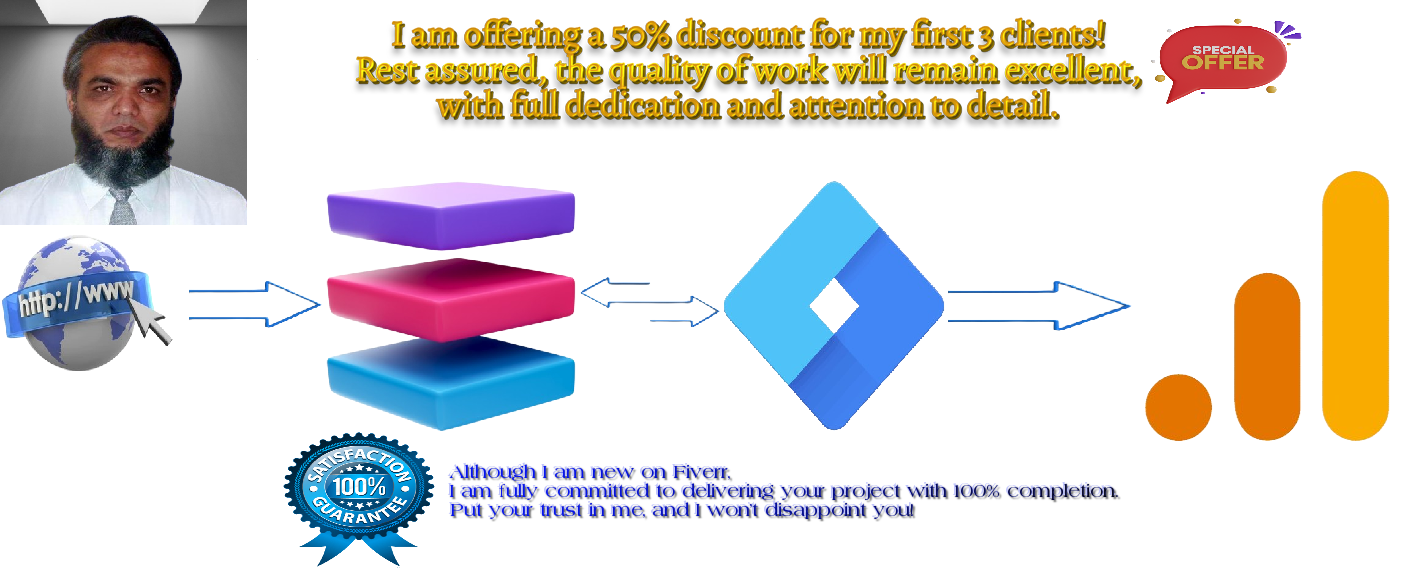 I am offering a 50% discount for my first 3 clients!
Rest assured, the quality of work will remain excellent,
with full dedication and attention to detail.
SPECIAL
OFFER
http://www
SATISFACTION
100%
GUARANTEE
Although I am new on Fiverr,
I am fully committed to delivering your project with 100% completion.
Put your trust in me, and I won't disappoint you!